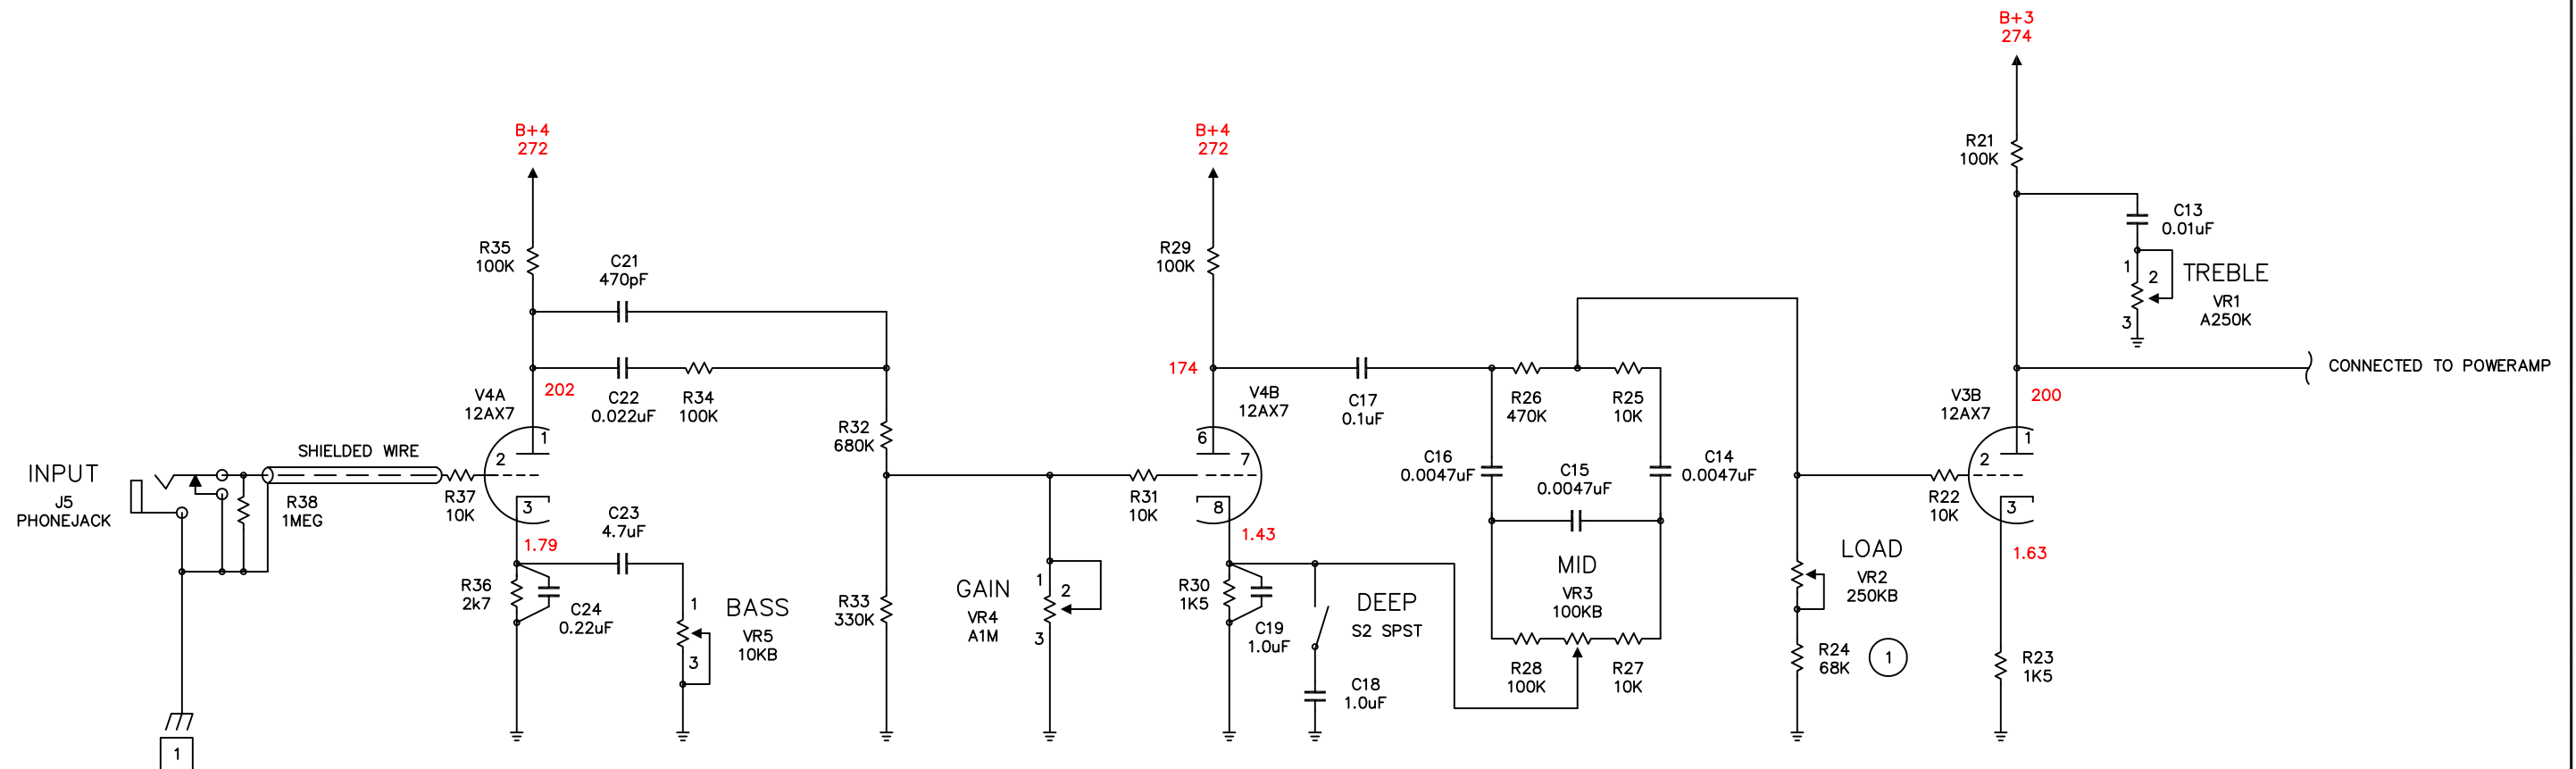 B+3
274
B+4
272
B+4
272
R21
100K
C13
0.01uF
1
2
3
TREBLE
VR1
A250K
R35
100K
C21
470pF
R29
100K
C22
0.022uF
R34
100K
202
V4A
12AX7
1
2
3
174
V4B
12AX7
6
7
8
C17
0.1uF
R26
470K
R25
10K
V3B
12AX7
200
1
2
3
CONNECTED TO POWERAMP
R32
680K
SHIELDED WIRE
INPUT
J5
PHONEJACK
R38
1MEG
R37
10K
C23
4.7uF
1.79
R31
10K
1.43
C16
0.0047uF
C15
0.0047uF
C14
0.0047uF
R22
10K
1.63
R36
2k7
C24
0.22uF
1
3
BASS
VR5
10KB
R33
330K
GAIN
VR4
A1M
1
2
3
R30
1K5
C19
1.0uF
DEEP
S2 SPST
C18
1.0uF
MID
VR3
100KB
R28
100K
R27
10K
LOAD
VR2
250KB
R24
68K
1
R23
1K5
1